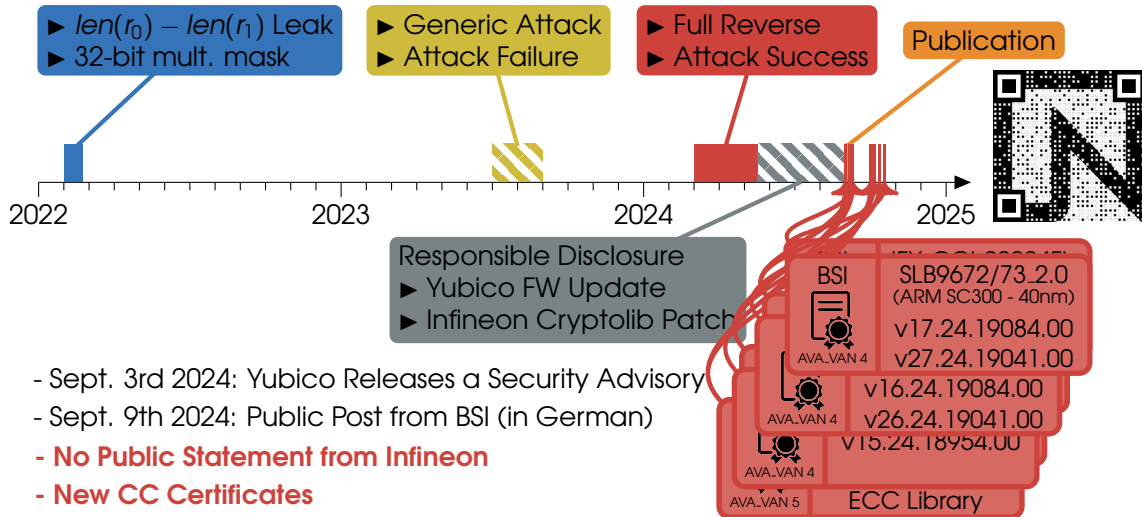 ► len(r₀) − len(r₁) Leak
► 32-bit mult. mask
► Generic Attack
► Attack Failure
► Full Reverse
► Attack Success
Publication
2022
2023
2024
2025
Responsible Disclosure
► Yubico FW Update
► Infineon Cryptolib Patch
BSI
AVA_VAN 4
SLB9672/73_2.0
(ARM SC300 - 40nm)
v17.24.19084.00
v27.24.19041.00
AVA_VAN 4
v16.24.19084.00
v26.24.19041.00
AVA_VAN 4
v15.24.18954.00
AVA_VAN 5
ECC Library
- Sept. 3rd 2024: Yubico Releases a Security Advisory
- Sept. 9th 2024: Public Post from BSI (in German)
- No Public Statement from Infineon
- New CC Certificates